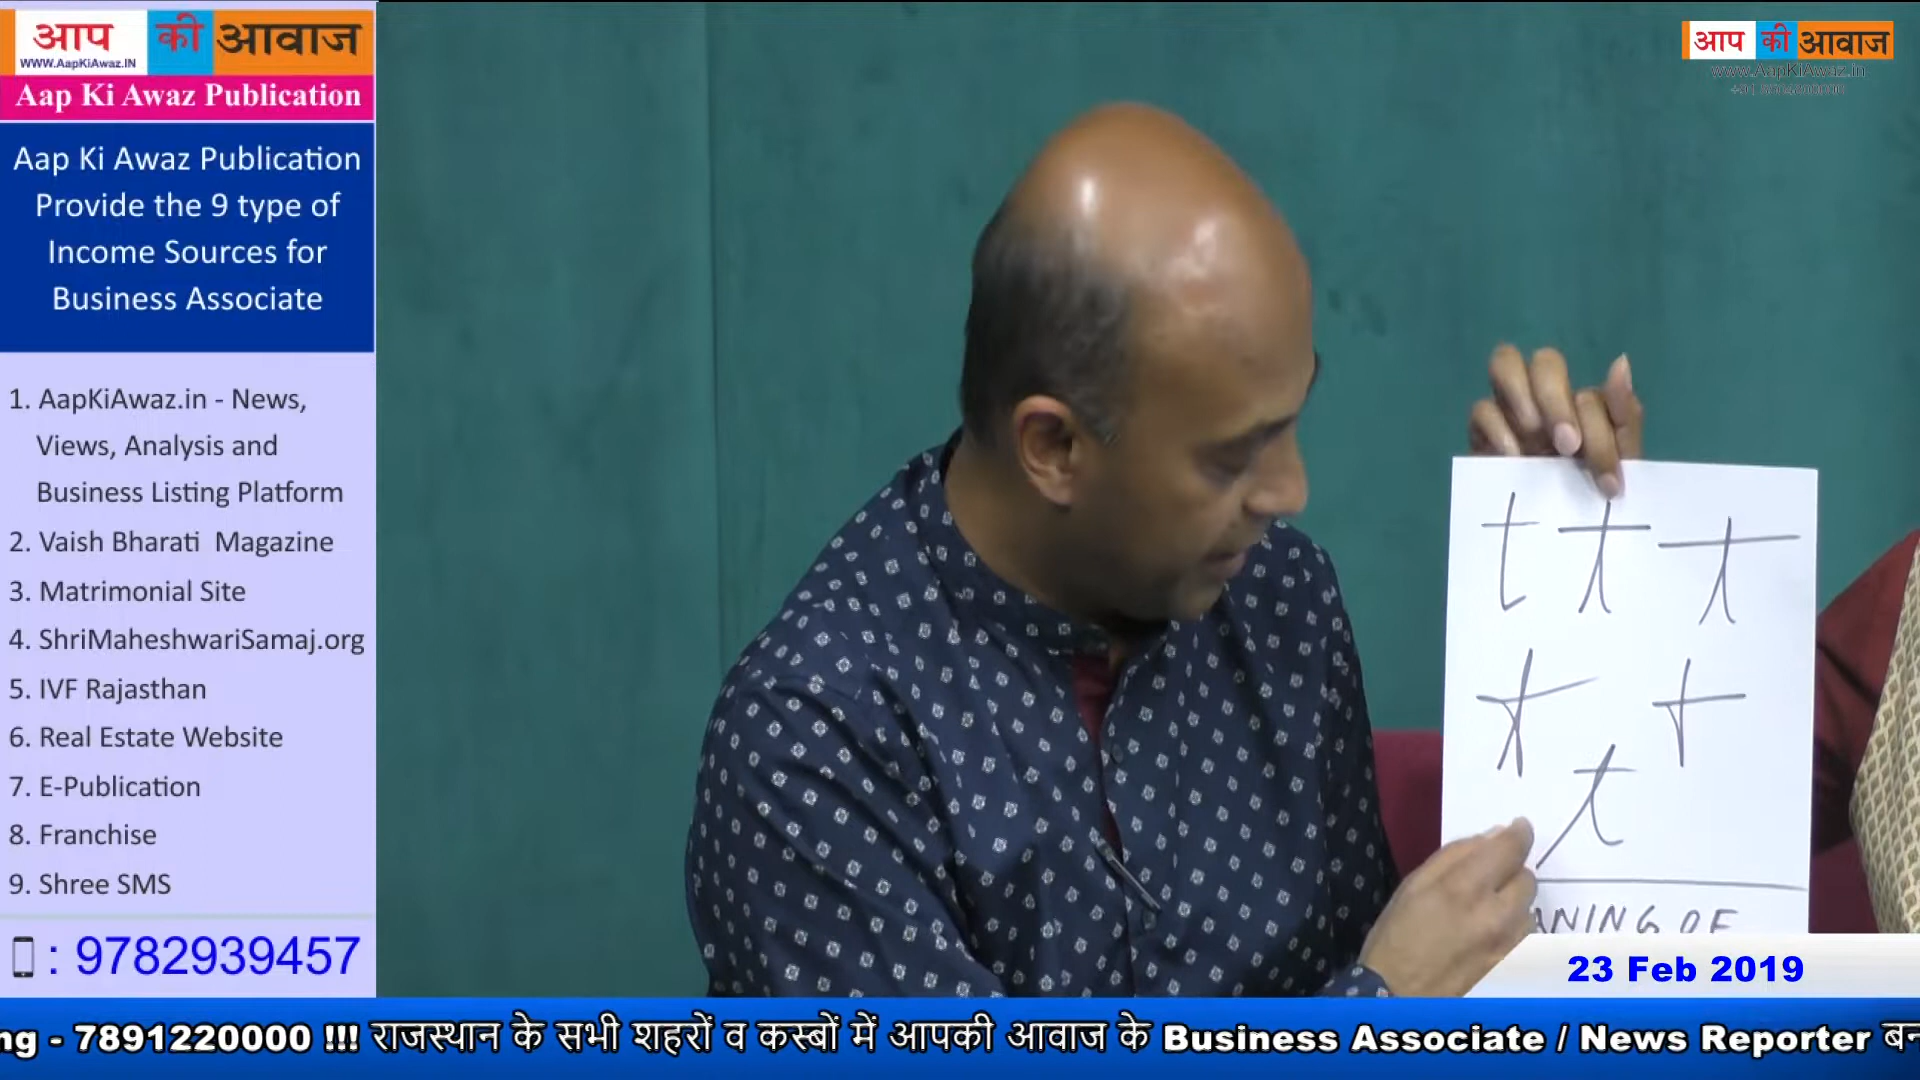 आप की आवाज
www.AapKiAwaz.IN
Aap Ki Awaz Publication
Aap Ki Awaz Publication
Provide the 9 type of
Income Sources for
Business Associate
1. AapKiAwaz.in - News,
Views, Analysis and
Business Listing Platform
2. Vaish Bharati Magazine
3. Matrimonial Site
4. ShriMaheshwariSamaj.org
5. IVF Rajasthan
6. Real Estate Website
7. E-Publication
8. Franchise
9. Shree SMS
: 9782939457
आप की आवाज
www.AapKiAwaz.in
t t t
t t
t
ANING OF
23 Feb 2019
ng - 7891220000 !!! राजस्थान के सभी शहरों व कस्बों में आपकी आवाज के Business Associate / News Reporter बन